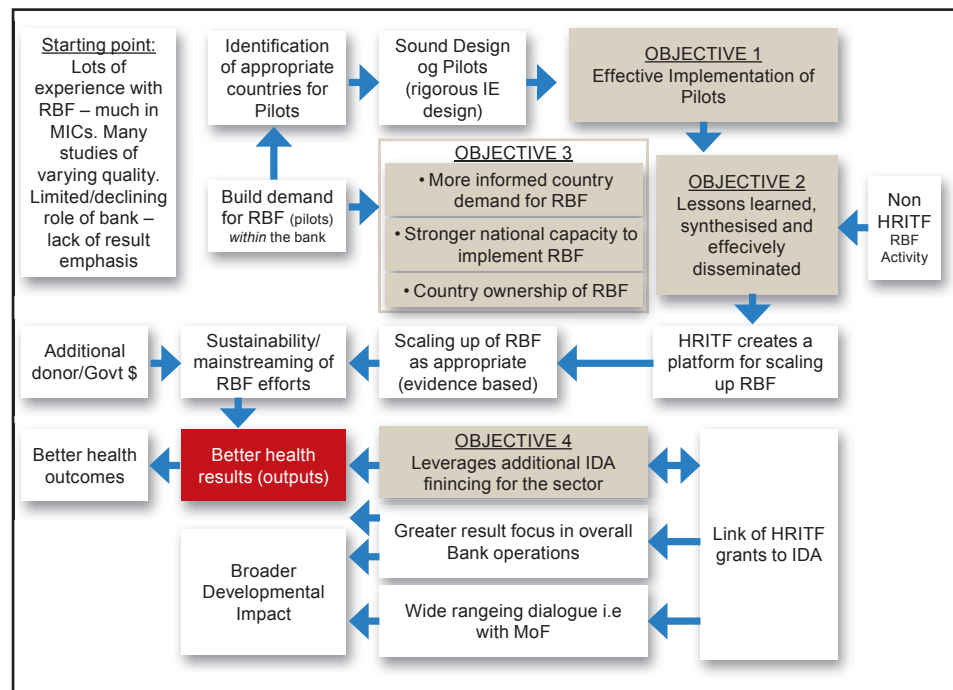 Starting point:
Lots of
experience with
RBF – much in
MICs. Many
studies of
varying quality.
Limited/declining
role of bank –
lack of result
emphasis
Identification
of appropriate
countries for
Pilots
Sound Design
og Pilots
(rigorous IE
design)
OBJECTIVE 1
Effective Implementation of
Pilots
Build demand
for RBF (pilots)
within the bank
OBJECTIVE 3
• More informed country
demand for RBF
• Stronger national capacity to
implement RBF
• Country ownership of RBF
OBJECTIVE 2
Lessons learned,
synthesised and
effecively
disseminated
Non
HRITF
RBF
Activity
Additional
donor/Govt $
Sustainability/
mainstreaming
of RBF efforts
Scaling up of RBF
as appropriate
(evidence based)
HRITF creates a
platform for scaling
up RBF
Better health
outcomes
Better health
results (outputs)
OBJECTIVE 4
Leverages additional IDA
finincing for the sector
Greater result focus in overall
Bank operations
Link of HRITF
grants to IDA
Broader
Developmental
Impact
Wide rangeing dialogue i.e
with MoF